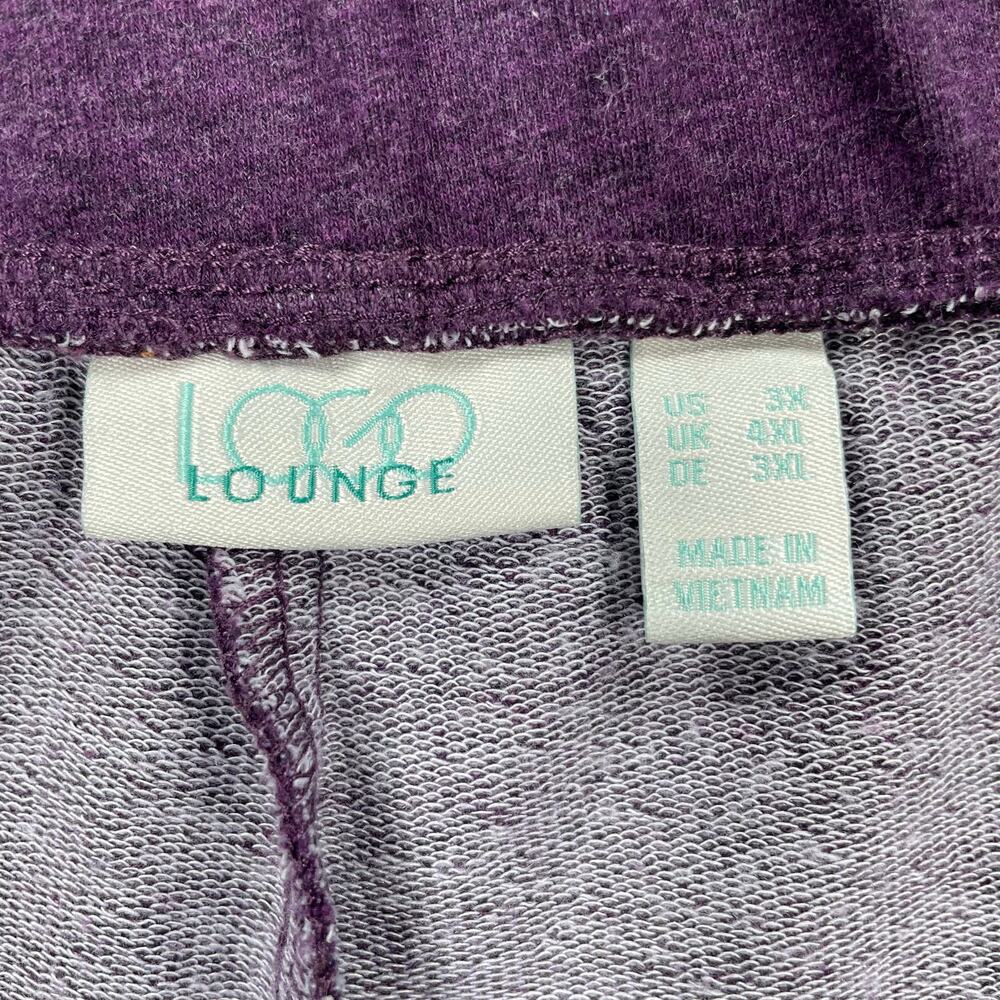 LOGO
LOUNGE
US 3X
UK 4XL
DE 3XL
MADE IN
VIETNAM